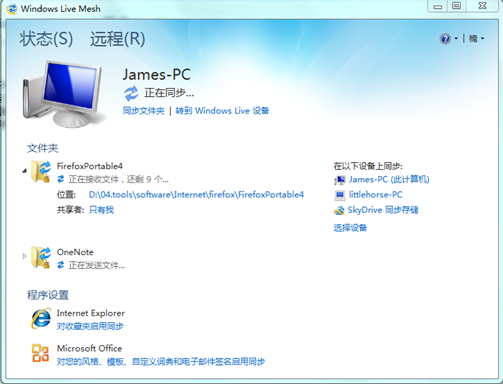 Windows Live Mesh
状态(S) 远程(R)
James-PC
正在同步...
同步文件夹 | 转到 Windows Live 设备
文件夹
FirefoxPortable4
正在接收文件，还剩 9 个...
位置: D:\04.tools\software\Internet\firefox\FirefoxPortable4
共享者: 只有我
在以下设备上同步:
James-PC (此计算机)
littlehorse-PC
SkyDrive 同步存储
选择设备
OneNote
正在发送文件...
程序设置
Internet Explorer
对收藏夹启用同步
Microsoft Office
对您的风格、模板、自定义词典和电子邮件签名启用同步